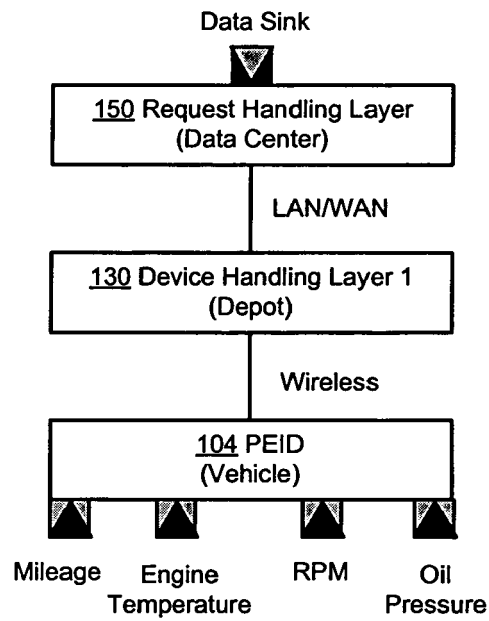 Data Sink
150 Request Handling Layer
(Data Center)
LAN/WAN
130 Device Handling Layer 1
(Depot)
Wireless
104 PEID
(Vehicle)
Mileage
Engine
Temperature
RPM
Oil
Pressure